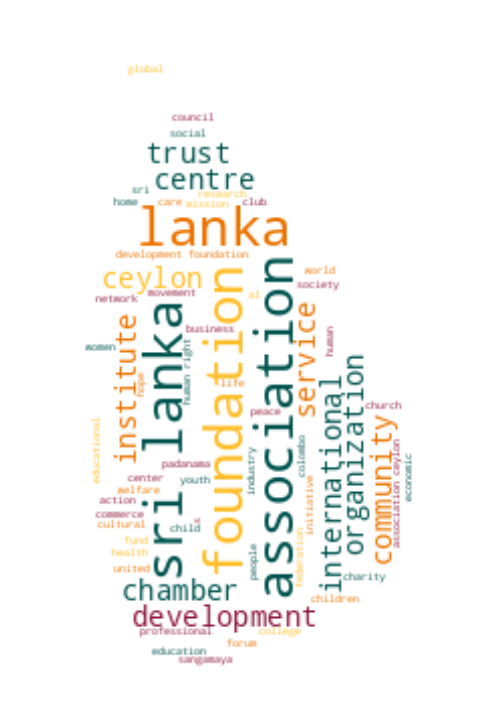 global
council
social
trust
centre
sri
research
home
care
mission
club
lanka
development foundation
ceylon
world
al
society
network
movement
business
women
institute
sri lanka
human right
foundation
association
service
human
hope
life
peace
international
organization
church
community
educational
padanama
center
youth
industry
colombo
association ceylon
economic
welfare
action
commerce
cultural
child
s
initiative
fund
health
people
federation
united
charity
chamber
children
development
professional
college
forum
education
sangamaya